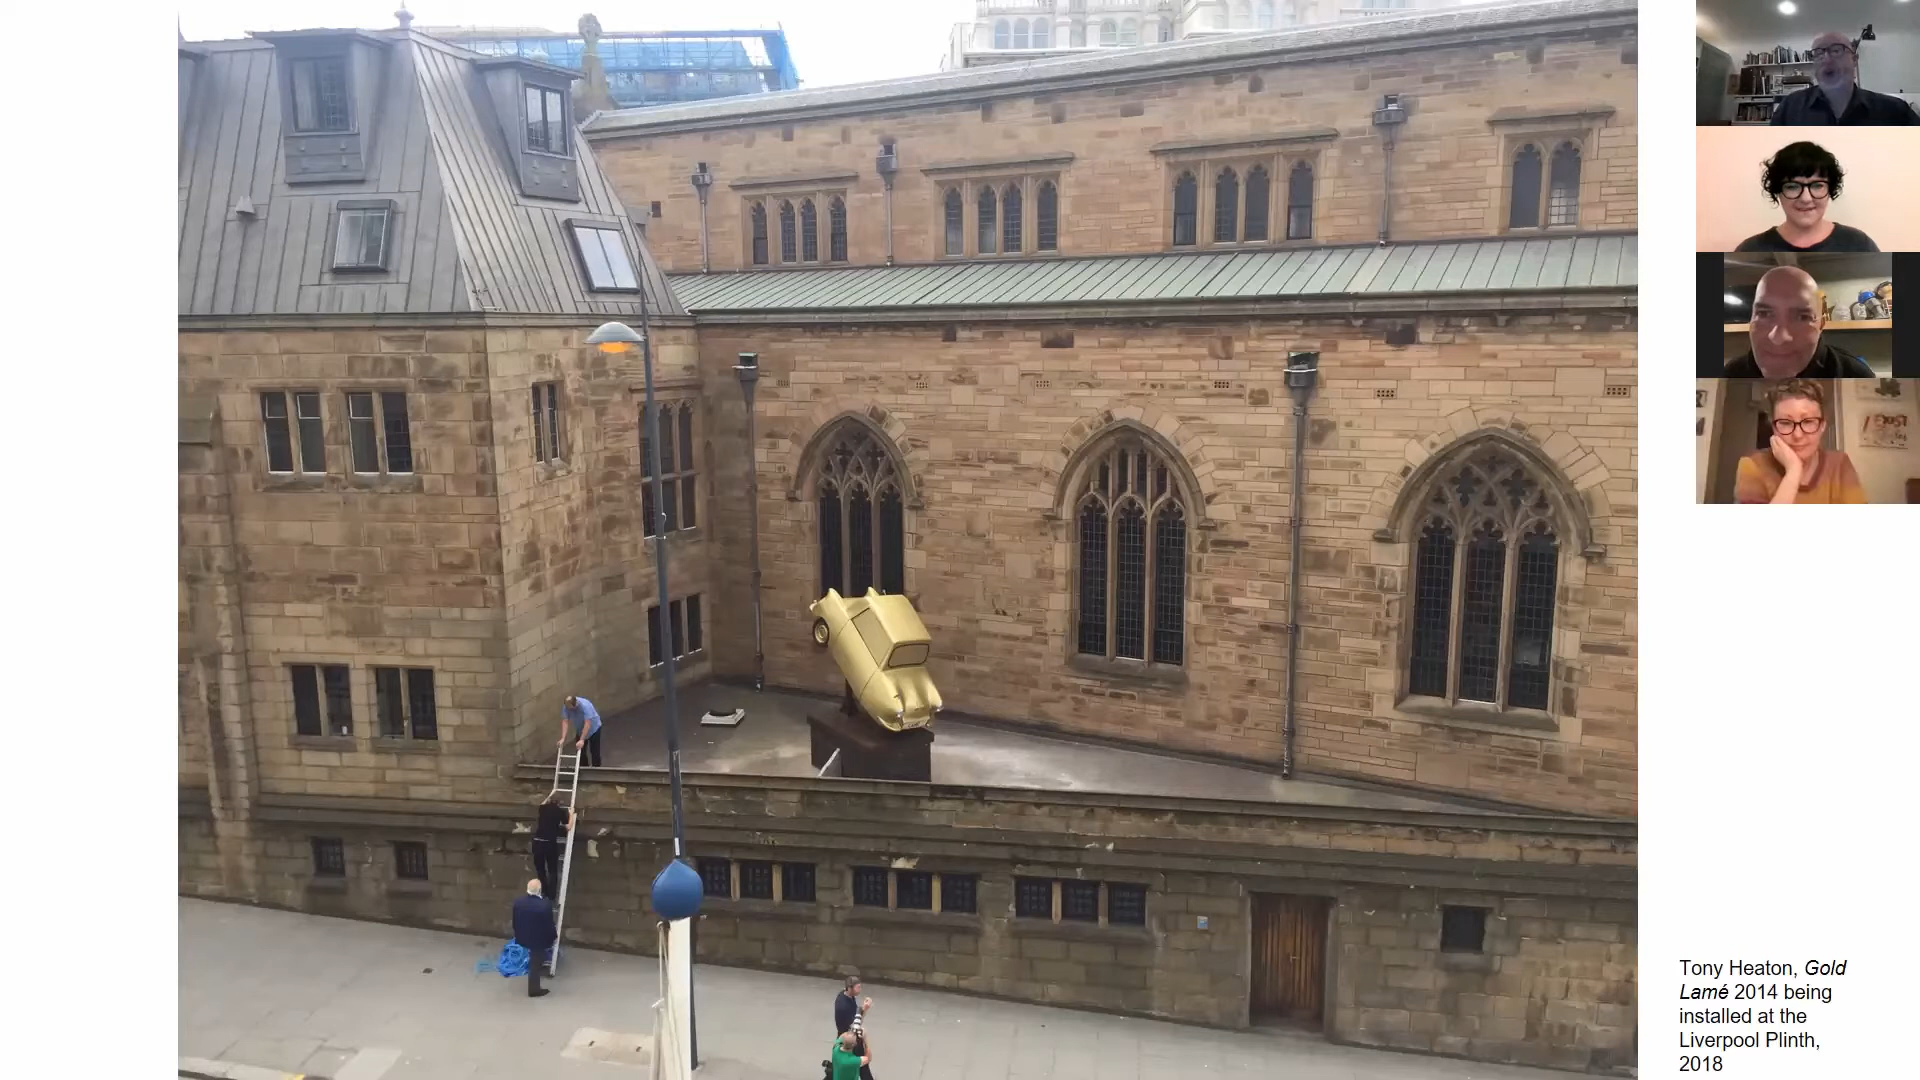 Tony Heaton, Gold
Lamé 2014 being
installed at the
Liverpool Plinth,
2018